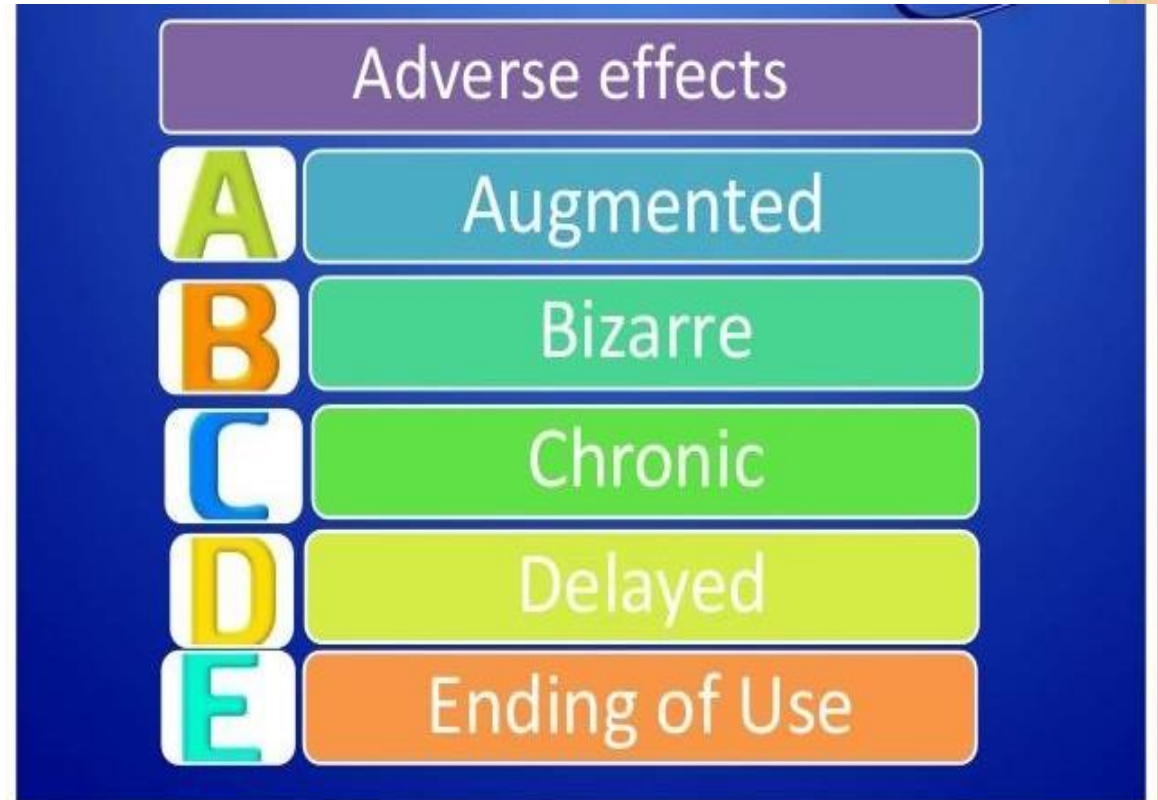 Adverse effects
A Augmented
B Bizarre
C Chronic
D Delayed
E Ending of Use